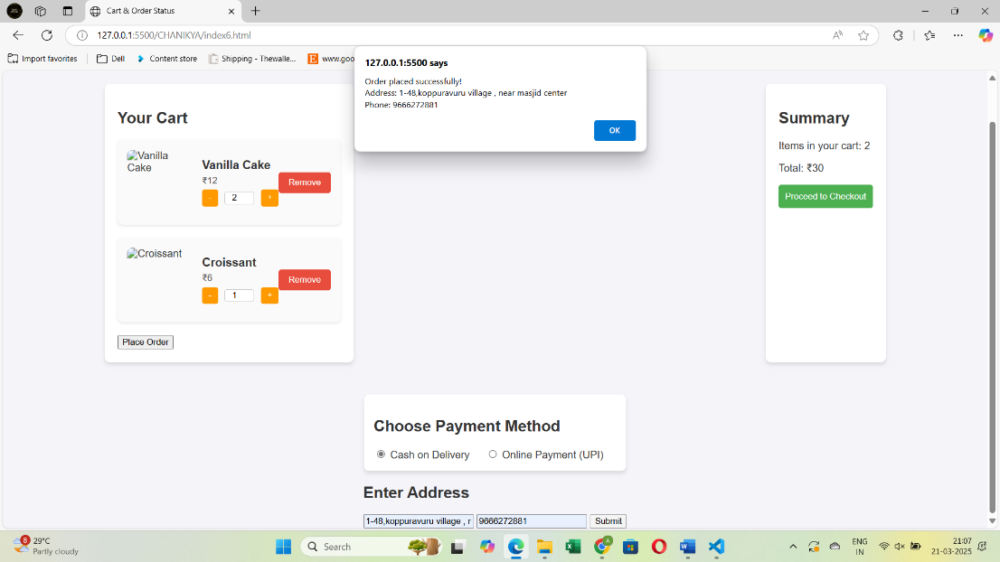 Cart & Order Status
127.0.0.1:5500/CHANIKYA/index6.html
Import favorites
Dell
Content store
Shipping - Thewalle...
www.goo
127.0.0.1:5500 says
Order placed successfully!
Address: 1-48,koppuravuru village , near masjid center
Phone: 9666272881
OK
Your Cart
Vanilla
Cake
Vanilla Cake
₹12
- 2 +
Remove
Croissant
Croissant
₹6
- 1 +
Remove
Place Order
Summary
Items in your cart: 2
Total: ₹30
Proceed to Checkout
Choose Payment Method
Cash on Delivery
Online Payment (UPI)
Enter Address
1-48,koppuravuru village , r
9666272881
Submit
8
29°C
Partly cloudy
Search
ENG
IN
21:07
21-03-2025